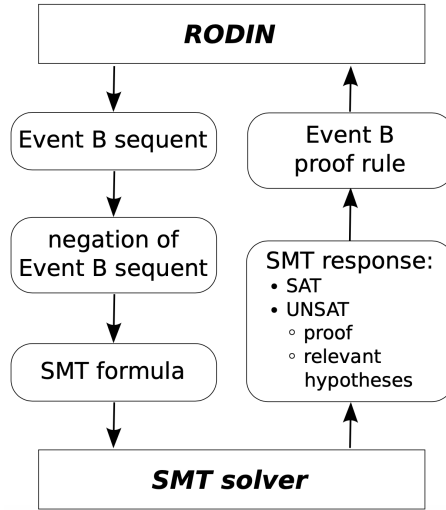 RODIN
Event B sequent
negation of
Event B sequent
SMT formula
SMT solver
Event B
proof rule
SMT response:
• SAT
• UNSAT
◦ proof
◦ relevant
hypotheses